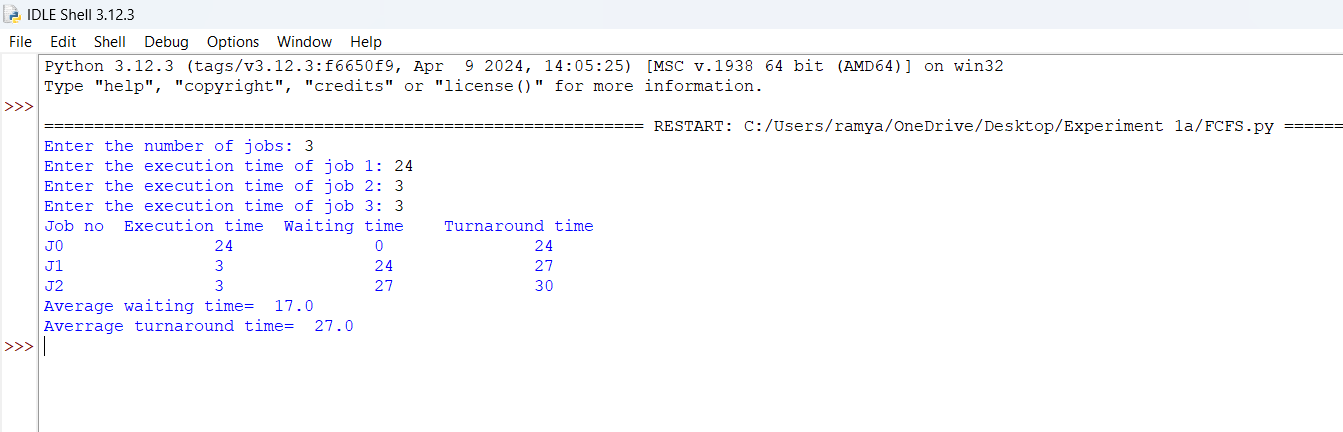 IDLE Shell 3.12.3
File Edit Shell Debug Options Window Help
Python 3.12.3 (tags/v3.12.3:f6650f9, Apr  9 2024, 14:05:25) [MSC v.1938 64 bit (AMD64)] on win32
Type "help", "copyright", "credits" or "license()" for more information.
>>>
============================================================ RESTART: C:/Users/ramya/OneDrive/Desktop/Experiment 1a/FCFS.py ======
Enter the number of jobs: 3
Enter the execution time of job 1: 24
Enter the execution time of job 2: 3
Enter the execution time of job 3: 3
Job no  Execution time  Waiting time    Turnaround time
J0               24              0               24
J1               3               24              27
J2               3               27              30
Average waiting time=  17.0
Averrage turnaround time=  27.0
>>>